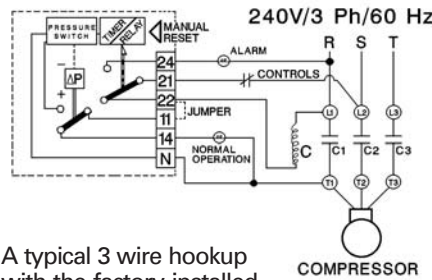 240V/3 Ph/60 Hz
PRESSURE SWITCH
TIMER RELAY
MANUAL RESET
R S T
24
ALARM
21
CONTROLS
– ΔP +
22
JUMPER
11
14
NORMAL OPERATION
N
L1 L2 L3
C C1 C2 C3
T1 T2 T3
A typical 3 wire hookup
COMPRESSOR
with the factory installed